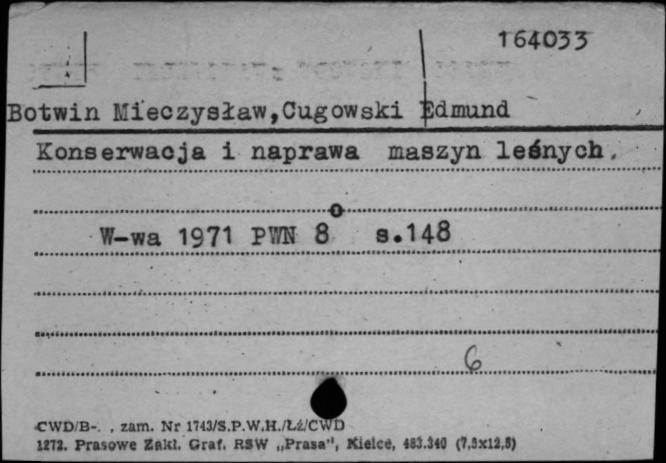 164033
Botwin Mieczysław,Cugowski Edmund
Konserwacja i naprawa maszyn leśnych.
W-wa 1971 PWN 8° s.148
6
CWD/B-. , zam. Nr 1743/S.P.W.H./Łź/CWD
1272. Prasowe Zakł. Graf. RSW „Prasa", Kielce, 483.340 (7,5x12,5)